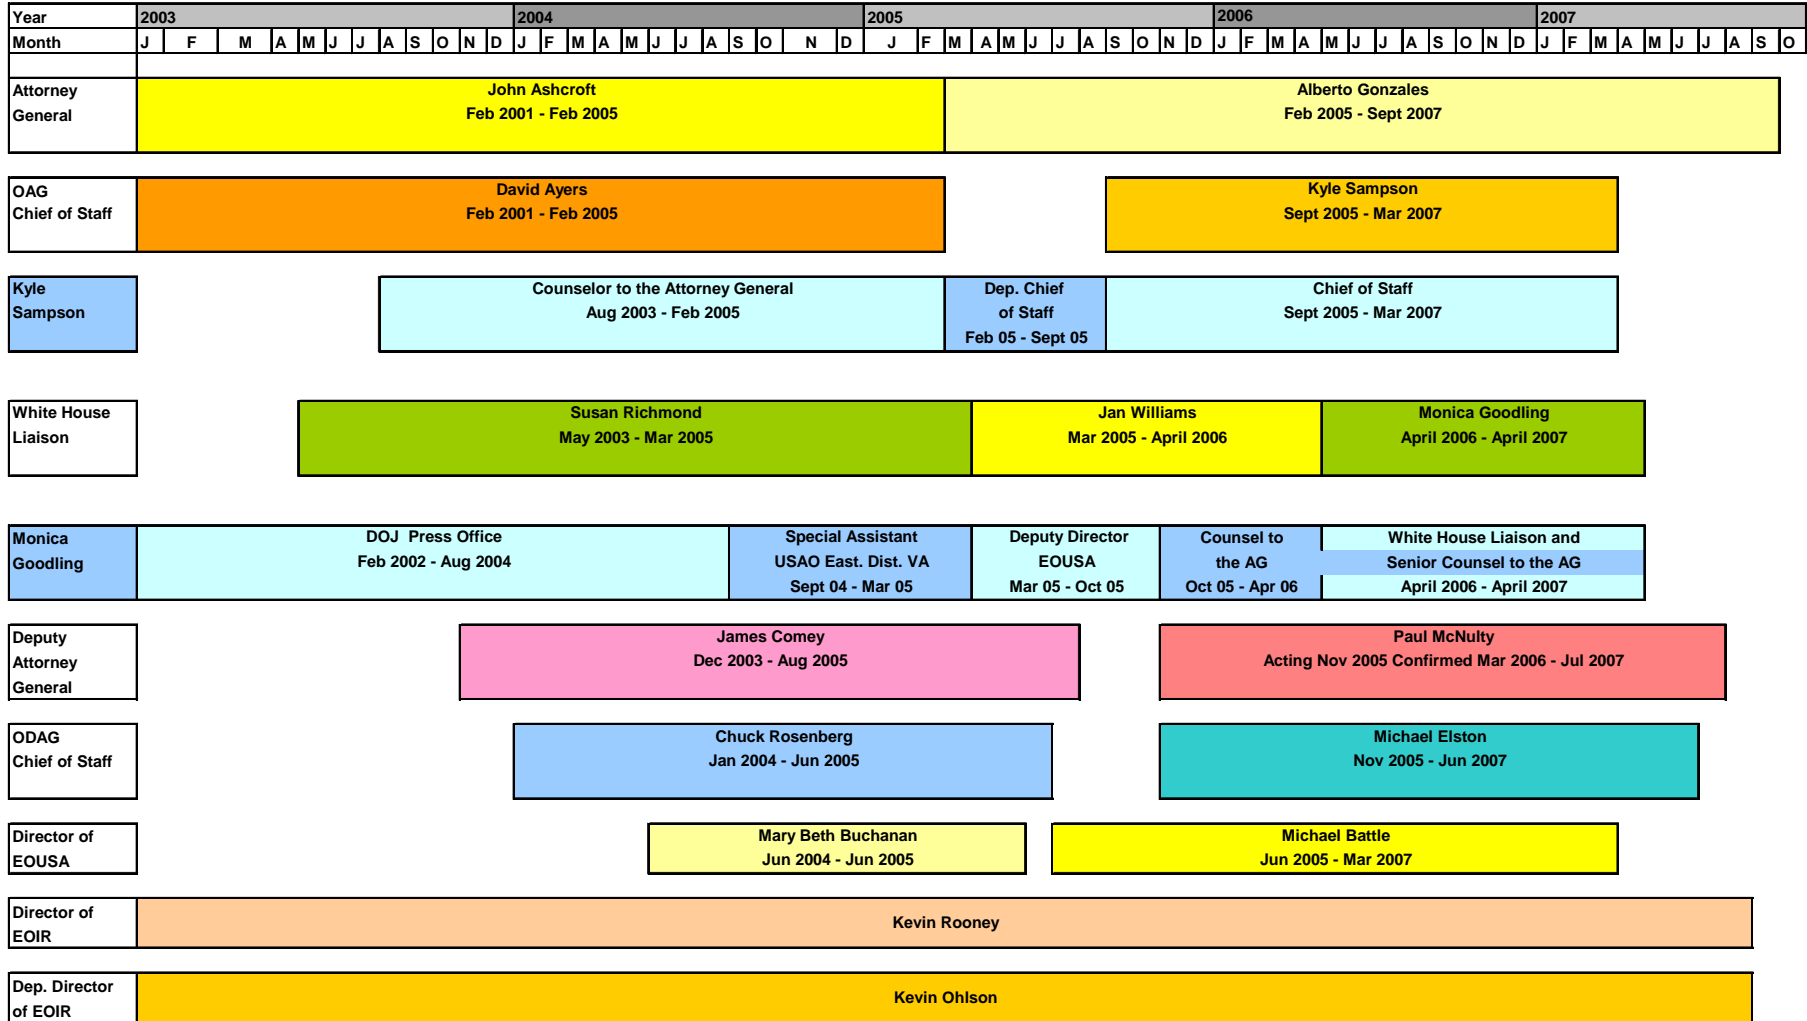 Year 2003 2004 2005 2006 2007
Month J F M A M J J A S O N D J F M A M J J A S O N D J F M A M J J A S O N D J F M A M J J A S O N D J F M A M J J A S O
Attorney
General
John Ashcroft
Feb 2001 - Feb 2005
Alberto Gonzales
Feb 2005 - Sept 2007
OAG
Chief of Staff
David Ayers
Feb 2001 - Feb 2005
Kyle Sampson
Sept 2005 - Mar 2007
Kyle
Sampson
Counselor to the Attorney General
Aug 2003 - Feb 2005
Dep. Chief
of Staff
Feb 05 - Sept 05
Chief of Staff
Sept 2005 - Mar 2007
White House
Liaison
Susan Richmond
May 2003 - Mar 2005
Jan Williams
Mar 2005 - April 2006
Monica Goodling
April 2006 - April 2007
Monica
Goodling
DOJ Press Office
Feb 2002 - Aug 2004
Special Assistant
USAO East. Dist. VA
Sept 04 - Mar 05
Deputy Director
EOUSA
Mar 05 - Oct 05
Counsel to
the AG
Oct 05 - Apr 06
White House Liaison and
Senior Counsel to the AG
April 2006 - April 2007
Deputy
Attorney
General
James Comey
Dec 2003 - Aug 2005
Paul McNulty
Acting Nov 2005 Confirmed Mar 2006 - Jul 2007
ODAG
Chief of Staff
Chuck Rosenberg
Jan 2004 - Jun 2005
Michael Elston
Nov 2005 - Jun 2007
Director of
EOUSA
Mary Beth Buchanan
Jun 2004 - Jun 2005
Michael Battle
Jun 2005 - Mar 2007
Director of
EOIR
Kevin Rooney
Dep. Director
of EOIR
Kevin Ohlson